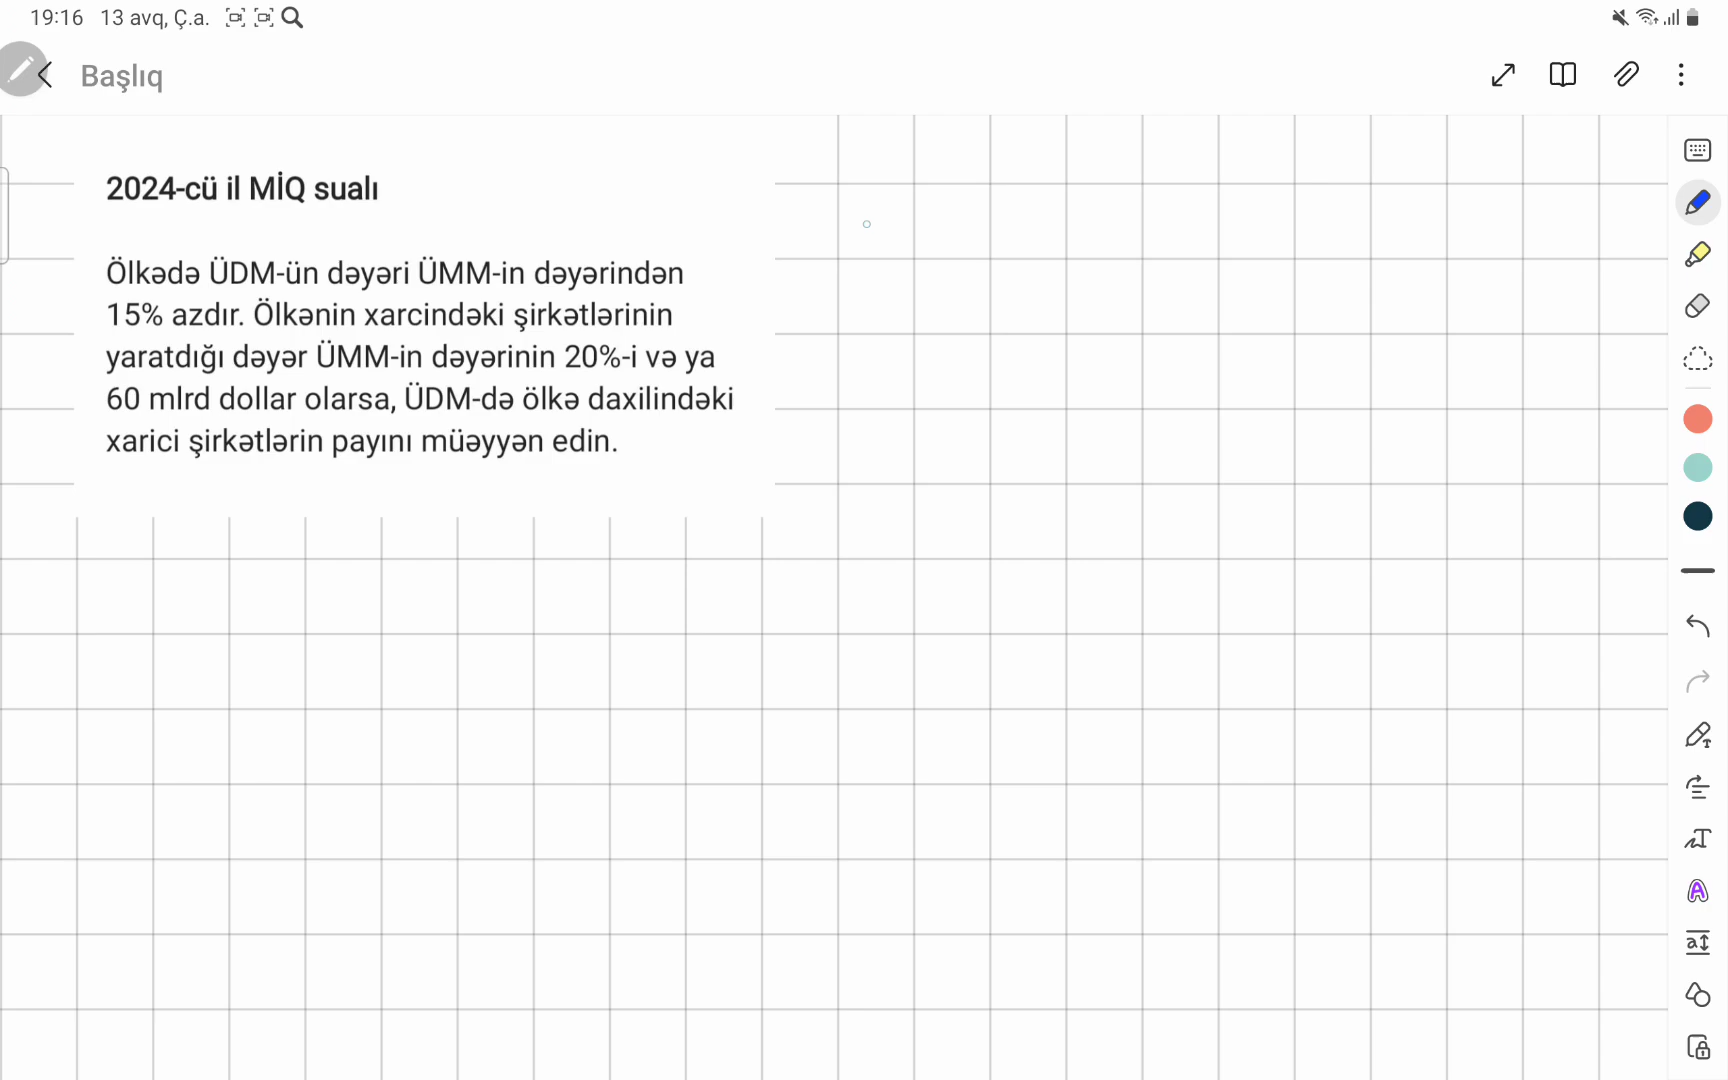 19:16 13 avq, Ç.a.
Başlıq
2024-cü il MİQ sualı
Ölkədə ÜDM-ün dəyəri ÜMM-in dəyərindən
15% azdır. Ölkənin xarcindəki şirkətlərinin
yaratdığı dəyər ÜMM-in dəyərinin 20%-i və ya
60 mlrd dollar olarsa, ÜDM-də ölkə daxilindəki
xarici şirkətlərin payını müəyyən edin.